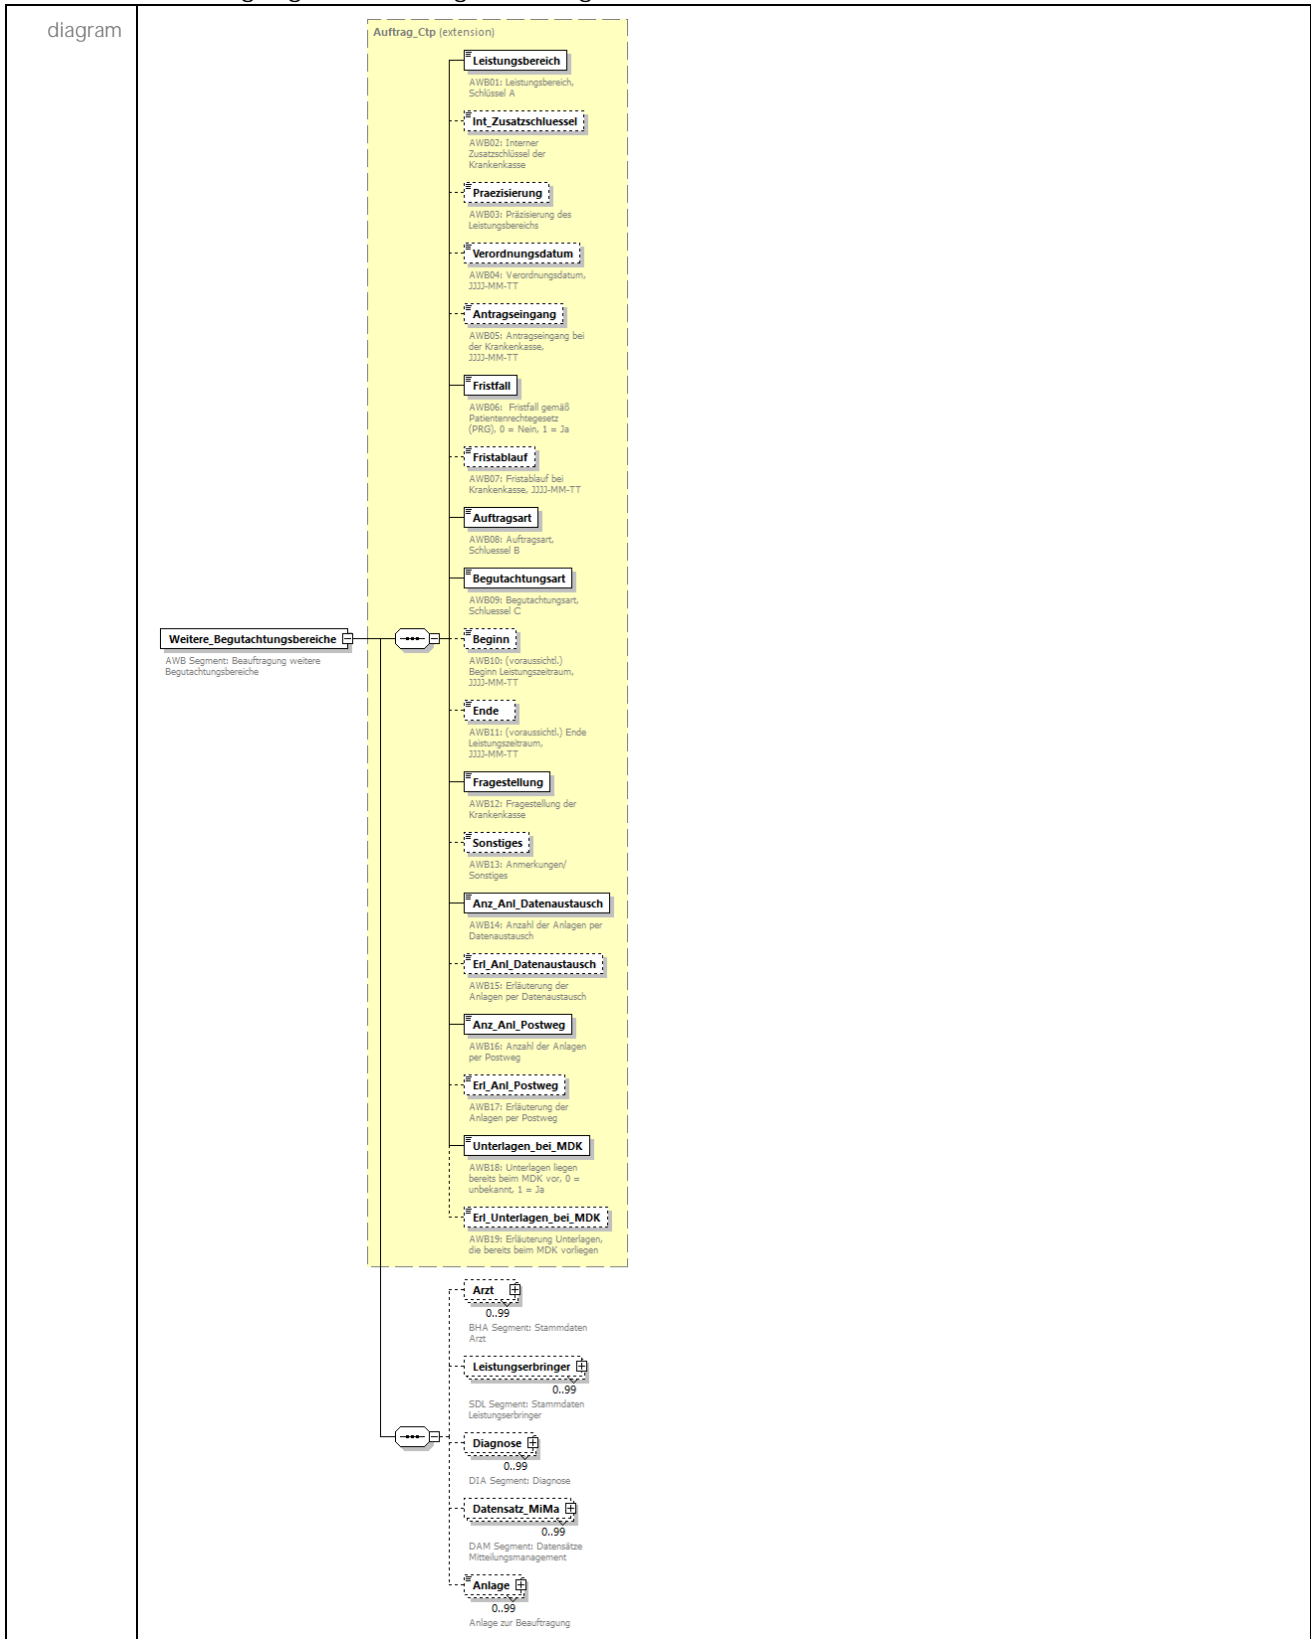 diagram
Auftrag_Ctp (extension)
Leistungsbereich
AWB01: Leistungsbereich,
Schlüssel A
Int_Zusatzschluessel
AWB02: Interner
Zusatzschlüssel der
Krankenkasse
Praezisierung
AWB03: Präzisierung des
Leistungsbereichs
Verordnungsdatum
AWB04: Verordnungsdatum,
JJJJ-MM-TT
Antragseingang
AWB05: Antragseingang bei
der Krankenkasse,
JJJJ-MM-TT
Fristfall
AWB06: Fristfall gemäß
Patientenrechtegesetz
(PRG), 0 = Nein, 1 = Ja
Fristablauf
AWB07: Fristablauf bei
Krankenkasse, JJJJ-MM-TT
Auftragsart
AWB08: Auftragsart,
Schluessel B
Begutachtungsart
AWB09: Begutachtungsart,
Schluessel C
Weitere_Begutachtungsbereiche
AWB Segment: Beauftragung weitere
Begutachtungsbereiche
Beginn
AWB10: (voraussichtl.)
Beginn Leistungszeitraum,
JJJJ-MM-TT
Ende
AWB11: (voraussichtl.) Ende
Leistungszeitraum,
JJJJ-MM-TT
Fragestellung
AWB12: Fragestellung der
Krankenkasse
Sonstiges
AWB13: Anmerkungen/
Sonstiges
Anz_Anl_Datenaustausch
AWB14: Anzahl der Anlagen per
Datenaustausch
Erl_Anl_Datenaustausch
AWB15: Erläuterung der
Anlagen per Datenaustausch
Anz_Anl_Postweg
AWB16: Anzahl der Anlagen
per Postweg
Erl_Anl_Postweg
AWB17: Erläuterung der
Anlagen per Postweg
Unterlagen_bei_MDK
AWB18: Unterlagen liegen
bereits beim MDK vor, 0 =
unbekannt, 1 = Ja
Erl_Unterlagen_bei_MDK
AWB19: Erläuterung Unterlagen,
die bereits beim MDK vorliegen
Arzt
0..99
BHA Segment: Stammdaten
Arzt
Leistungserbringer
0..99
SDL Segment: Stammdaten
Leistungserbringer
Diagnose
0..99
DIA Segment: Diagnose
Datensatz_MiMa
0..99
DAM Segment: Datensätze
Mitteilungsmanagement
Anlage
0..99
Anlage zur Beauftragung